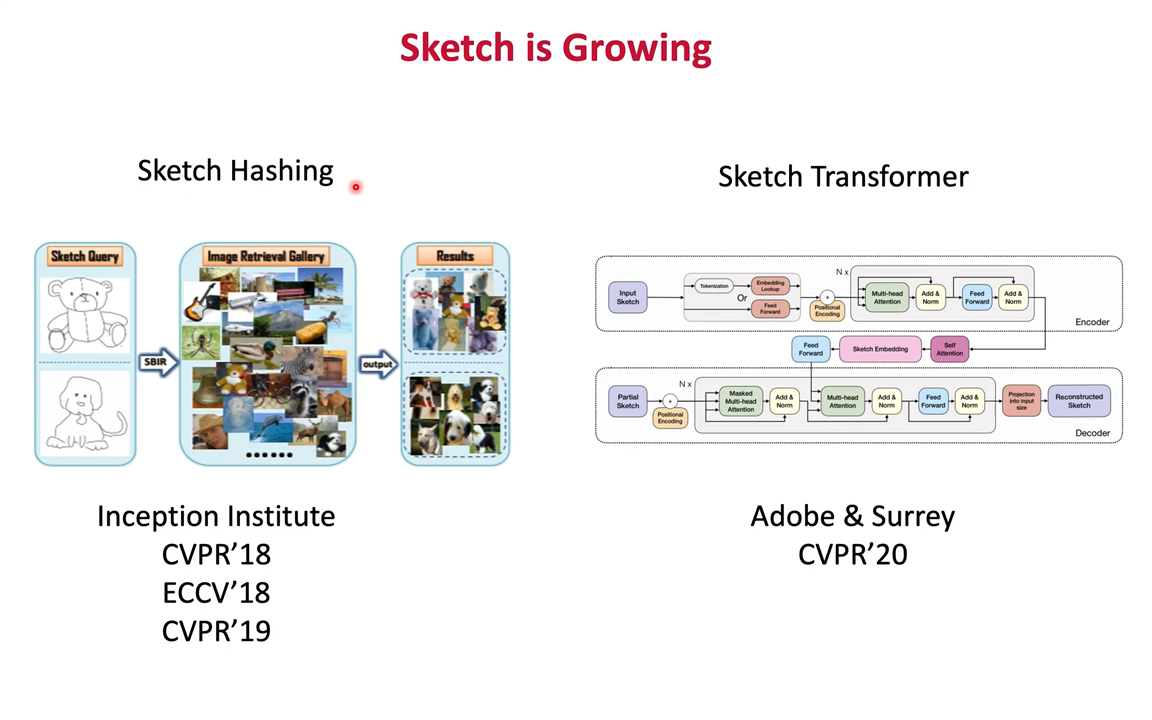 Sketch is Growing
Sketch Hashing
Sketch Query
Image Retrieval Gallery
Results
SBIR
output
......
Inception Institute
CVPR’18
ECCV’18
CVPR’19
Sketch Transformer
Input
Sketch
Tokenization
Embedding
Lookup
Or
Feed
Forward
+
Positional
Encoding
N x
Multi-head
Attention
Add &
Norm
Feed
Forward
Add &
Norm
Encoder
Feed
Forward
Sketch Embedding
Self
Attention
Partial
Sketch
+
Positional
Encoding
N x
Masked
Multi-head
Attention
Add &
Norm
Multi-head
Attention
Add &
Norm
Feed
Forward
Add &
Norm
Projection
into input
size
Reconstructed
Sketch
Decoder
Adobe & Surrey
CVPR’20